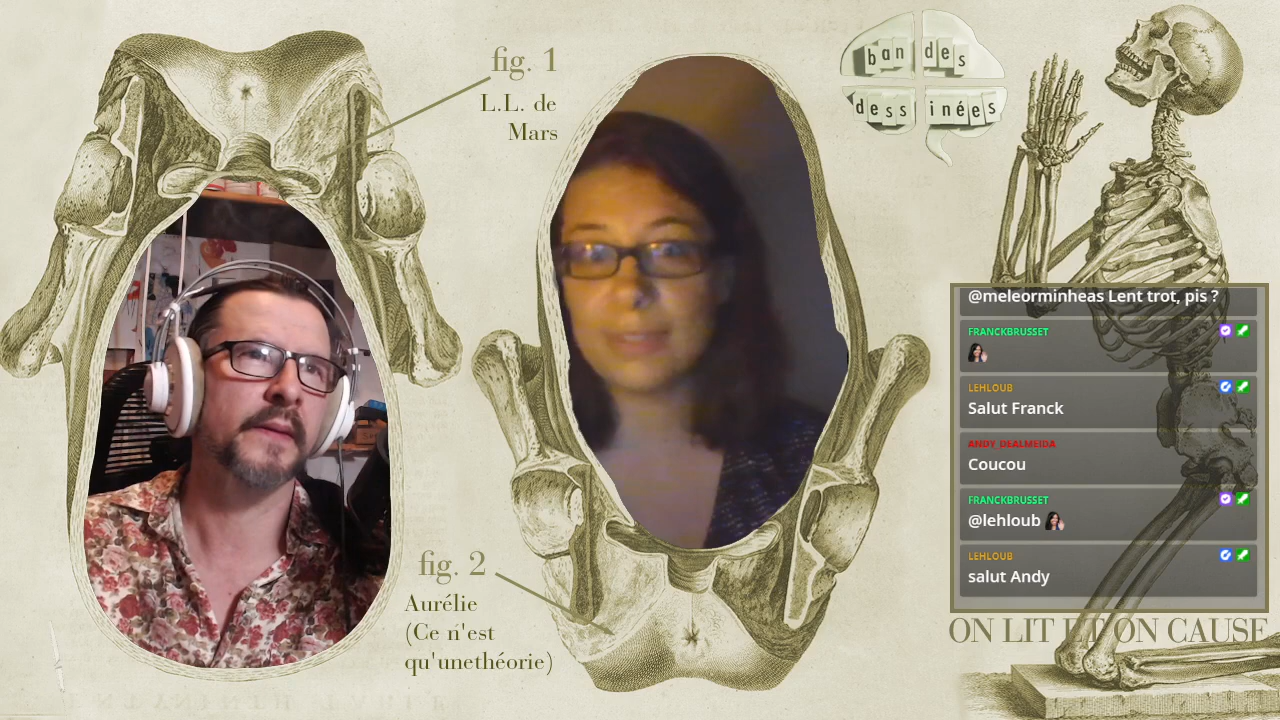 fig. 1
L.L. de
Mars
bandes
dessinées
@meleorminheas Lent trot, pis ?
FRANCKBRUSSET
LEHLOUB
Salut Franck
ANDY_DEALMEIDA
Coucou
FRANCKBRUSSET
@lehloub
LEHLOUB
salut Andy
fig. 2
Aurélie
(Ce n'est
qu'unethéorie)
ON LIT ET ON CAUSE